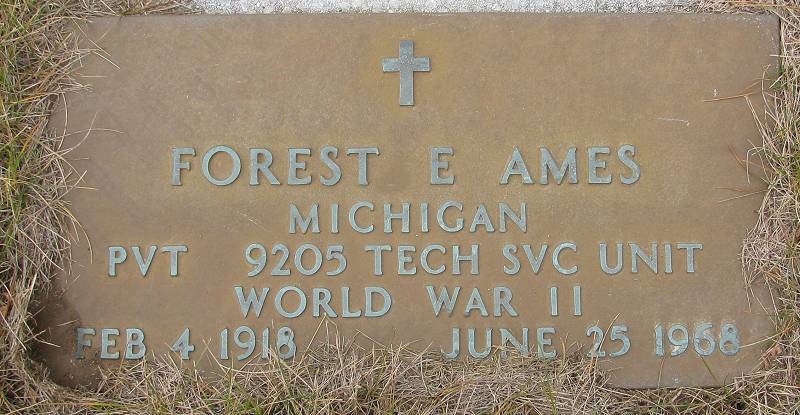 FOREST E AMES
MICHIGAN
PVT 9205 TECH SVC UNIT
WORLD WAR II
FEB 4 1918 JUNE 25 1968